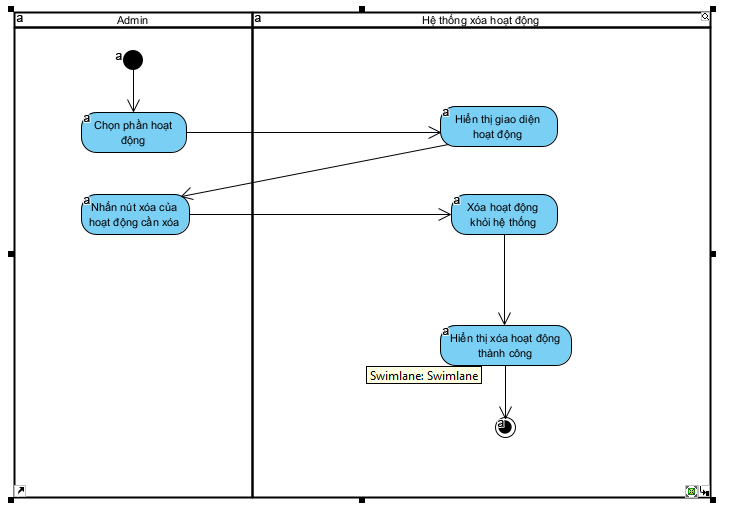 a Admin
a Hệ thống xóa hoạt động
a
a Chọn phần hoạt
động
a Hiển thị giao diện
hoạt động
a Nhấn nút xóa của
hoạt động cần xóa
a Xóa hoạt động
khỏi hệ thống
a Hiển thị xóa hoạt động
thành công
Swimlane: Swimlane
a